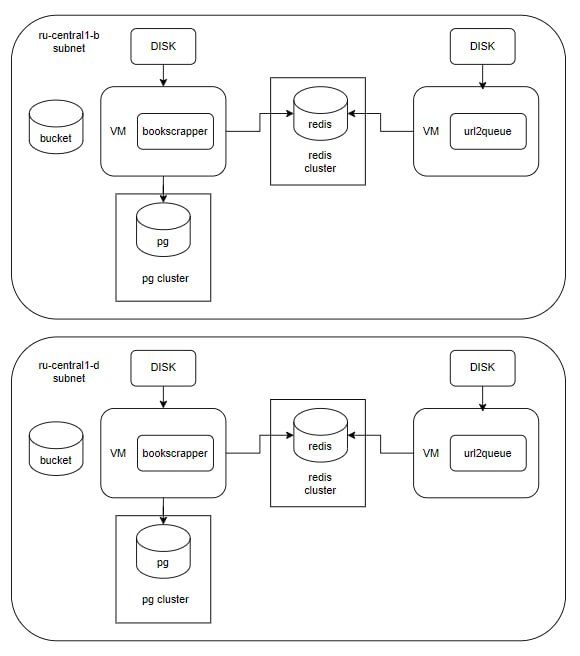 ru-central1-b
subnet
DISK
DISK
bucket
VM
bookscrapper
redis
redis
cluster
VM
url2queue
pg
pg cluster
ru-central1-d
subnet
DISK
DISK
bucket
VM
bookscrapper
redis
redis
cluster
VM
url2queue
pg
pg cluster